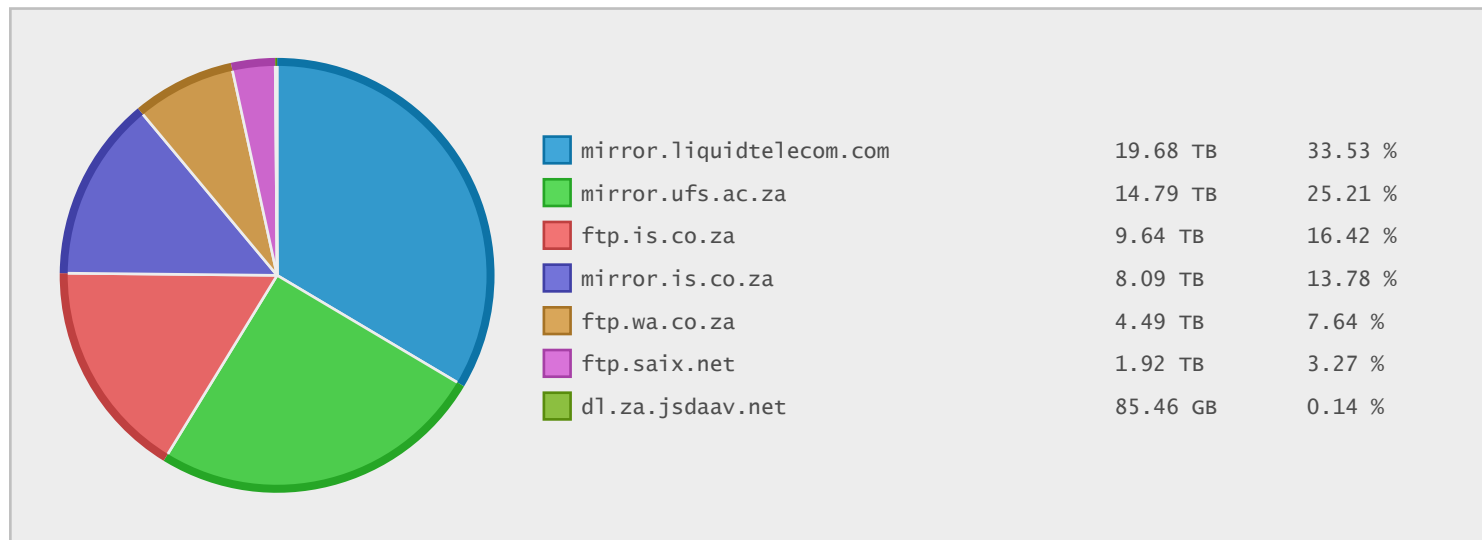 mirror.liquidtelecom.com 19.68 TB 33.53 %
mirror.ufs.ac.za 14.79 TB 25.21 %
ftp.is.co.za 9.64 TB 16.42 %
mirror.is.co.za 8.09 TB 13.78 %
ftp.wa.co.za 4.49 TB 7.64 %
ftp.saix.net 1.92 TB 3.27 %
dl.za.jsdaav.net 85.46 GB 0.14 %